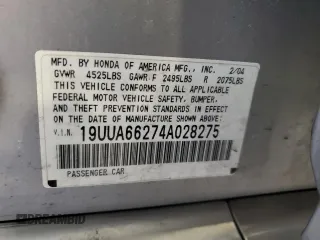 MFD. BY HONDA OF AMERICA MFG., INC. 2/04
GVWR 4525LBS GAWR F 2495LBS R 2075LBS
THIS VEHICLE CONFORMS TO ALL APPLICABLE
FEDERAL MOTOR VEHICLE SAFETY, BUMPER,
AND THEFT PREVENTION STANDARDS IN EFFECT
ON THE DATE OF MANUFACTURE SHOWN ABOVE.
V.I.N. 19UUA66274A028275
PASSENGER CAR
DREAMBID